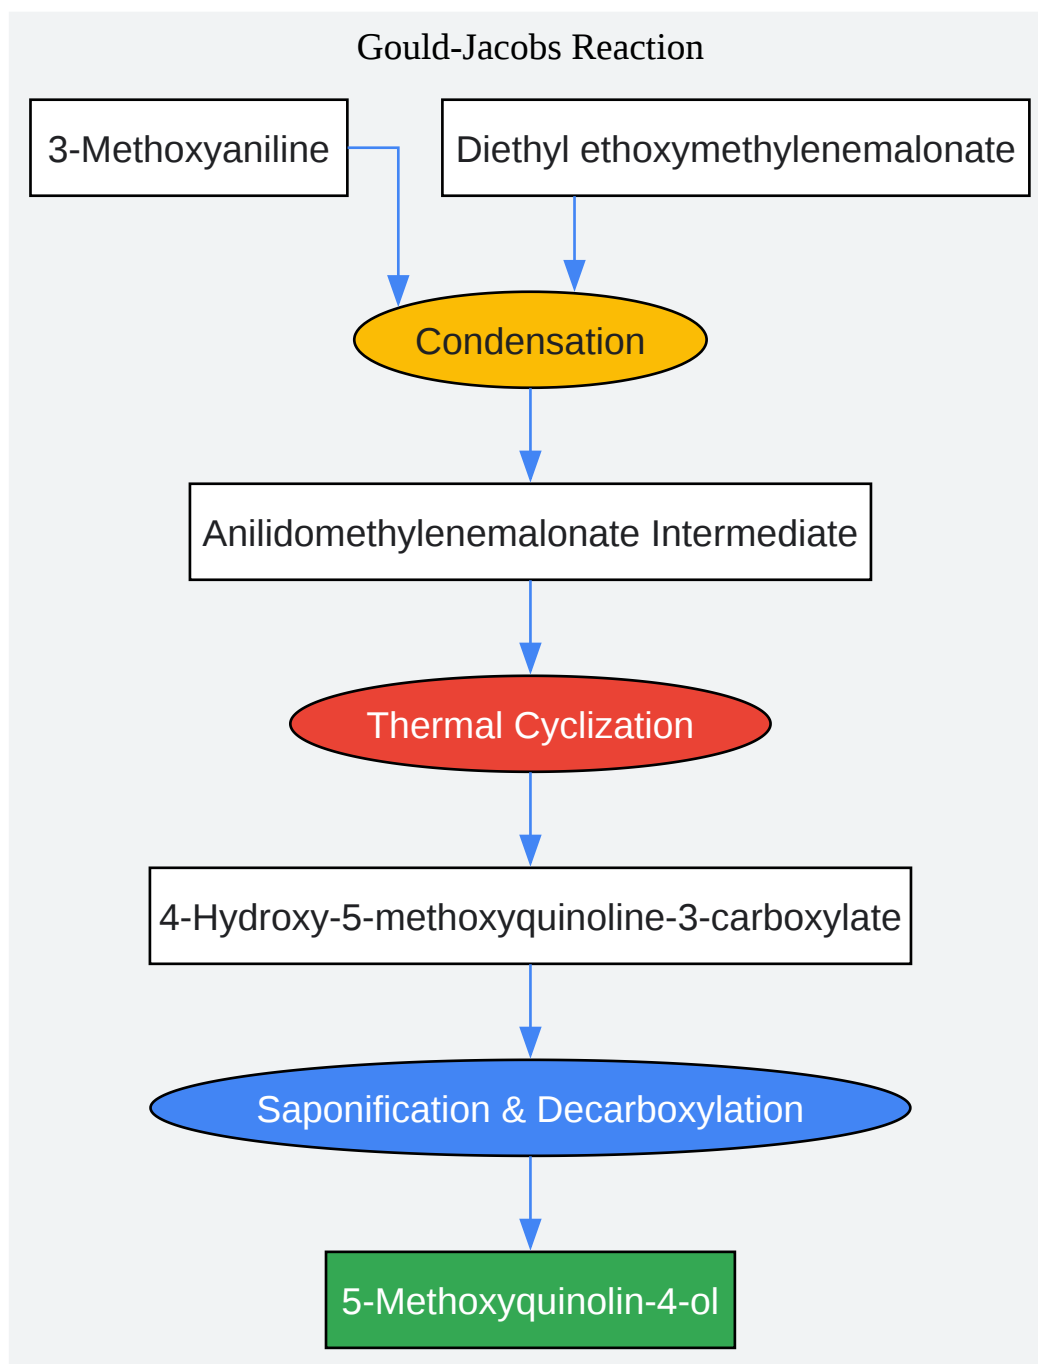 Gould-Jacobs Reaction
3-Methoxyaniline
Diethyl ethoxymethylenemalonate
Condensation
Anilidomethylenemalonate Intermediate
Thermal Cyclization
4-Hydroxy-5-methoxyquinoline-3-carboxylate
Saponification & Decarboxylation
5-Methoxyquinolin-4-ol